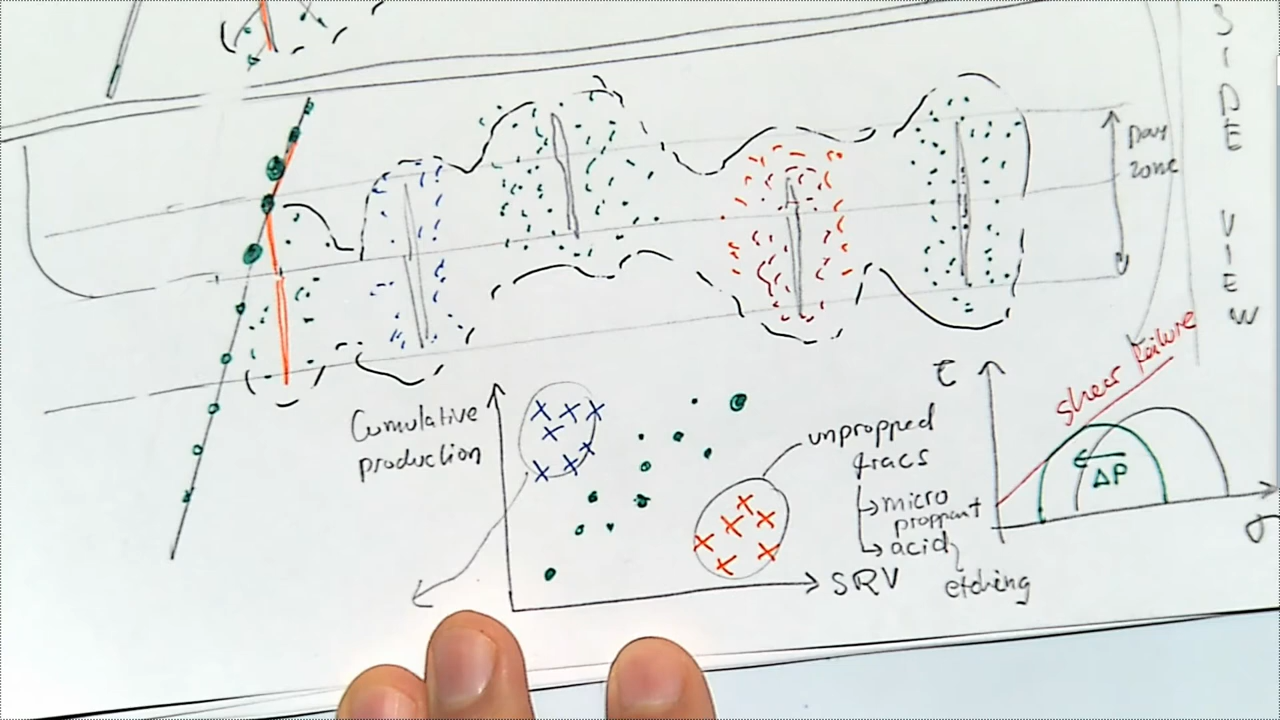 SIDE
VIEW
Pay
zone
Cumulative
production
unpropped
fracs
micro
proppant
acid
etching
SRV
τ
shear failure
ΔP
σ